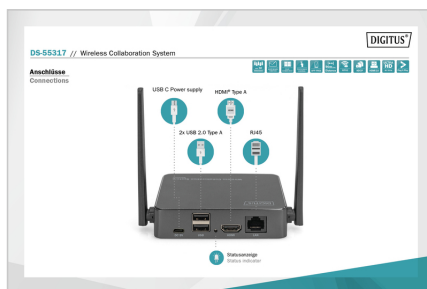 DIGITUS®
DS-55317 // Wireless Collaboration System
Anschlüsse
Connections
USB C Power supply
HDMI® Type A
2x USB 2.0 Type A
RJ45
HD
Statusanzeige
Status indicator